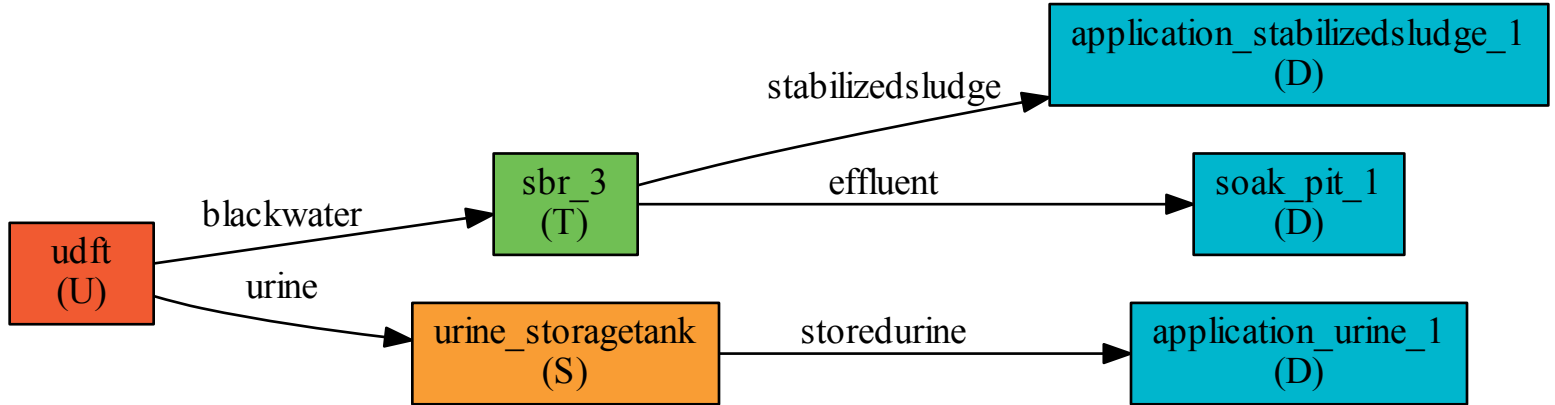 application_stabilizedsludge_1
(D)
stabilizedsludge
sbr_3
(T)
effluent
soak_pit_1
(D)
blackwater
udft
(U)
urine
urine_storagetank
(S)
storedurine
application_urine_1
(D)